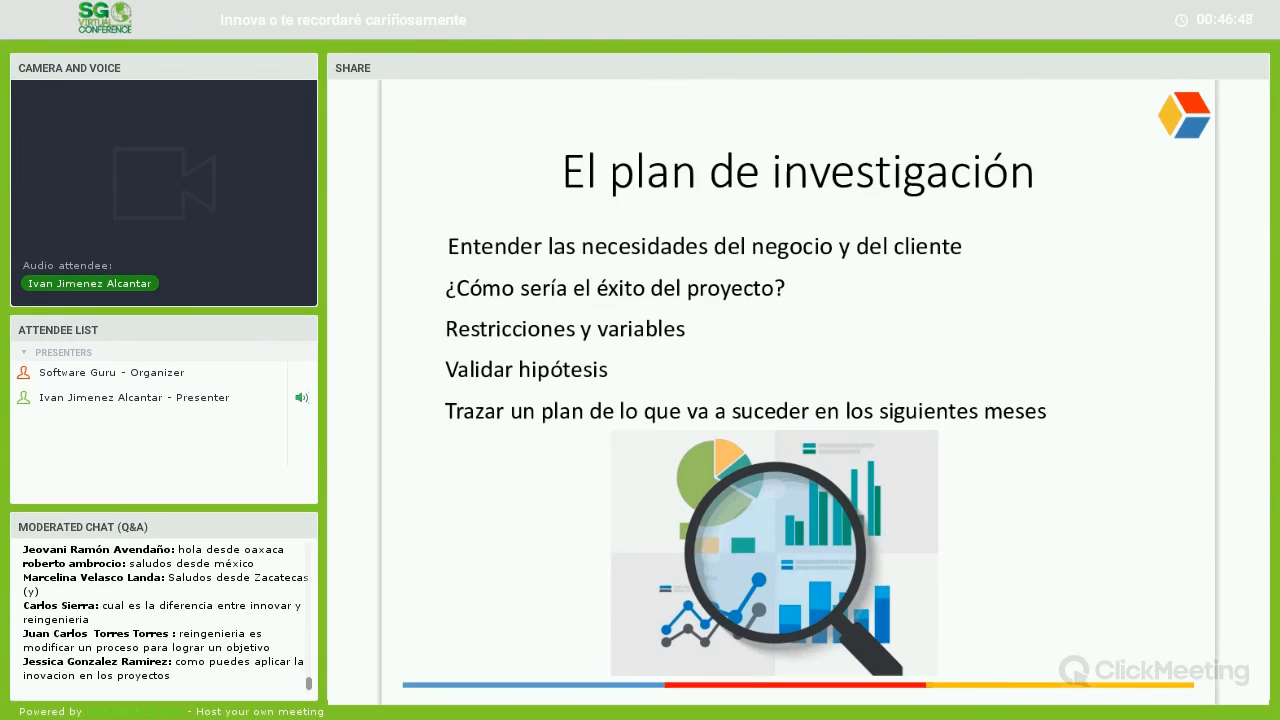 SG
VIRTUAL
CONFERENCE
Innova o te recordaré cariñosamente
00:46:48
CAMERA AND VOICE
Audio attendee:
Ivan Jimenez Alcantar
ATTENDEE LIST
PRESENTERS
Software Guru - Organizer
Ivan Jimenez Alcantar - Presenter
MODERATED CHAT (Q&A)
Jeovani Ramón Avendaño: hola desde oaxaca
roberto ambrocio: saludos desde méxico
Marcelina Velasco Landa: Saludos desde Zacatecas
(y)
Carlos Sierra: cual es la diferencia entre innovar y
reingenieria
Juan Carlos Torres Torres : reingenieria es
modificar un proceso para lograr un objetivo
Jessica Gonzalez Ramirez: como puedes aplicar la
inovacion en los proyectos
Powered by - Host your own meeting
SHARE
El plan de investigación
Entender las necesidades del negocio y del cliente
¿Cómo sería el éxito del proyecto?
Restricciones y variables
Validar hipótesis
Trazar un plan de lo que va a suceder en los siguientes meses
ClickMeeting